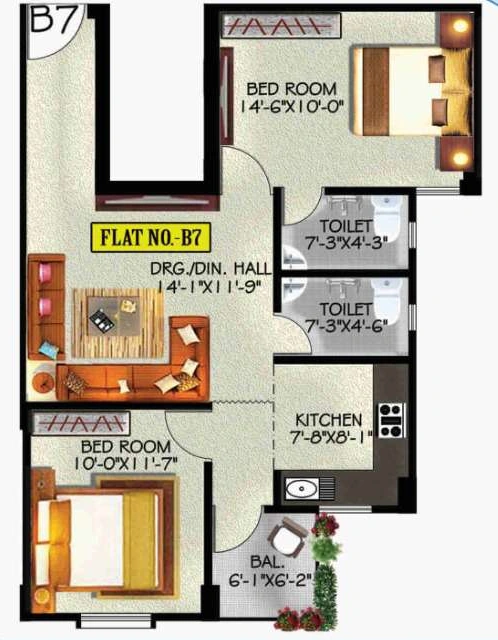 B7
BED ROOM
14'-6"X10'-0"
TOILET
7'-3"X4'-3"
FLAT NO.-B7
DRG./DIN. HALL
14'-1"X11'-9"
TOILET
7'-3"X4'-6"
KITCHEN
7'-8"X8'-1"
BED ROOM
10'-0"X11'-7"
BAL.
6'-1"X6'-2"